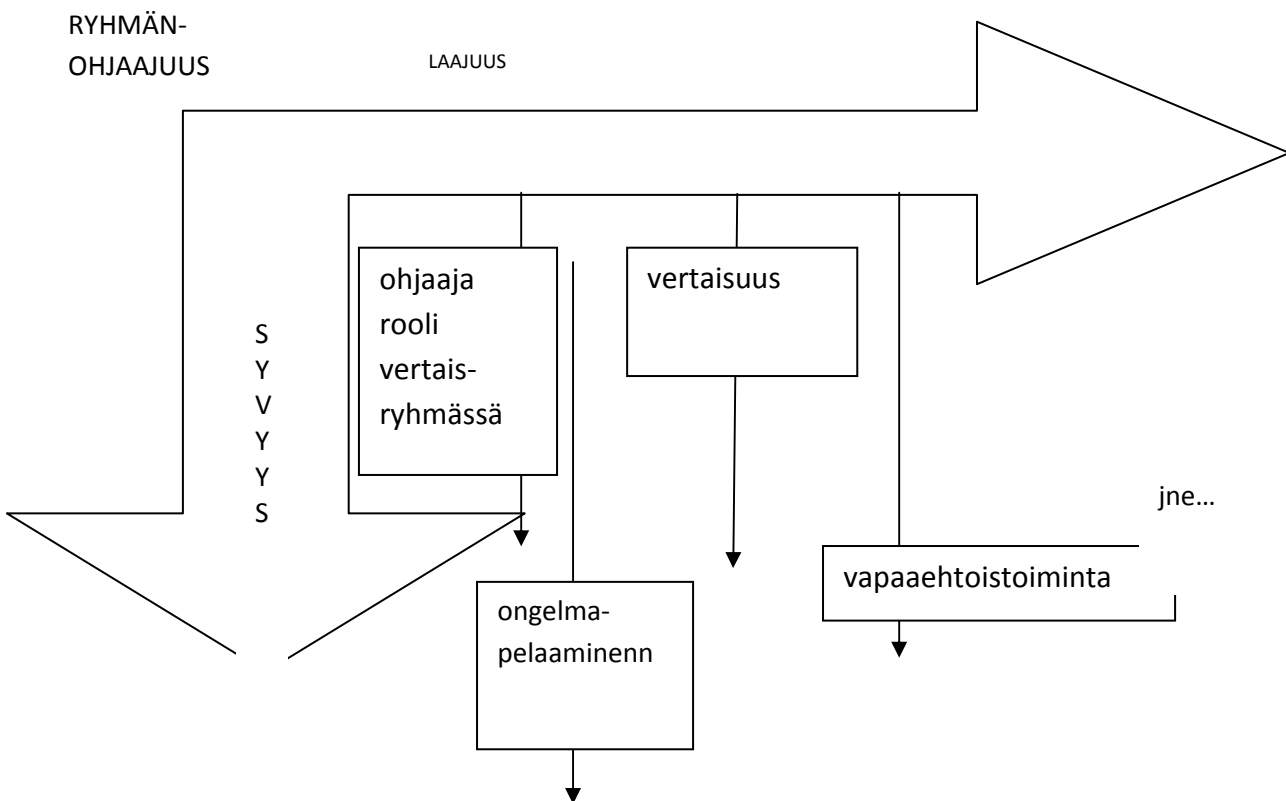 RYHMÄN-
OHJAAJUUS
LAAJUUS
S
Y
V
Y
Y
S
ohjaaja
rooli
vertais-
ryhmässä
vertaisuus
jne...
vapaaehtoistoiminta
ongelma-
pelaaminenn